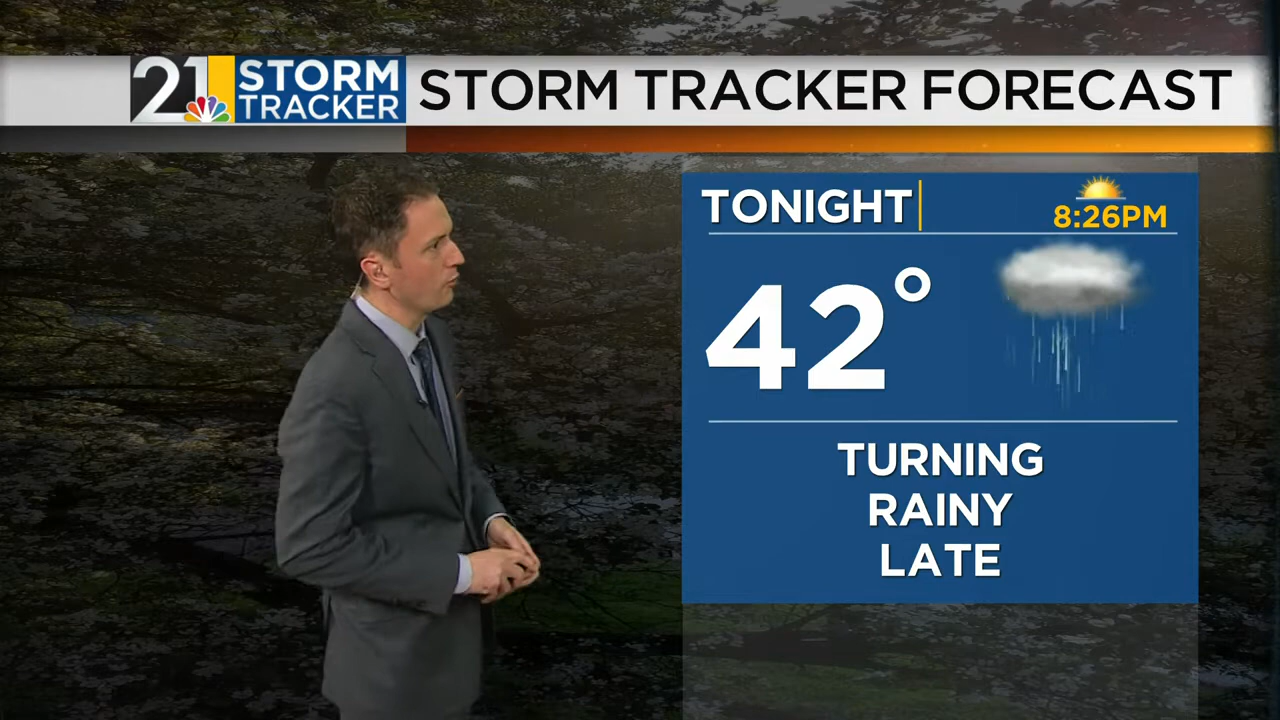 21 STORM TRACKER
STORM TRACKER FORECAST
TONIGHT
8:26PM
42°
TURNING
RAINY
LATE